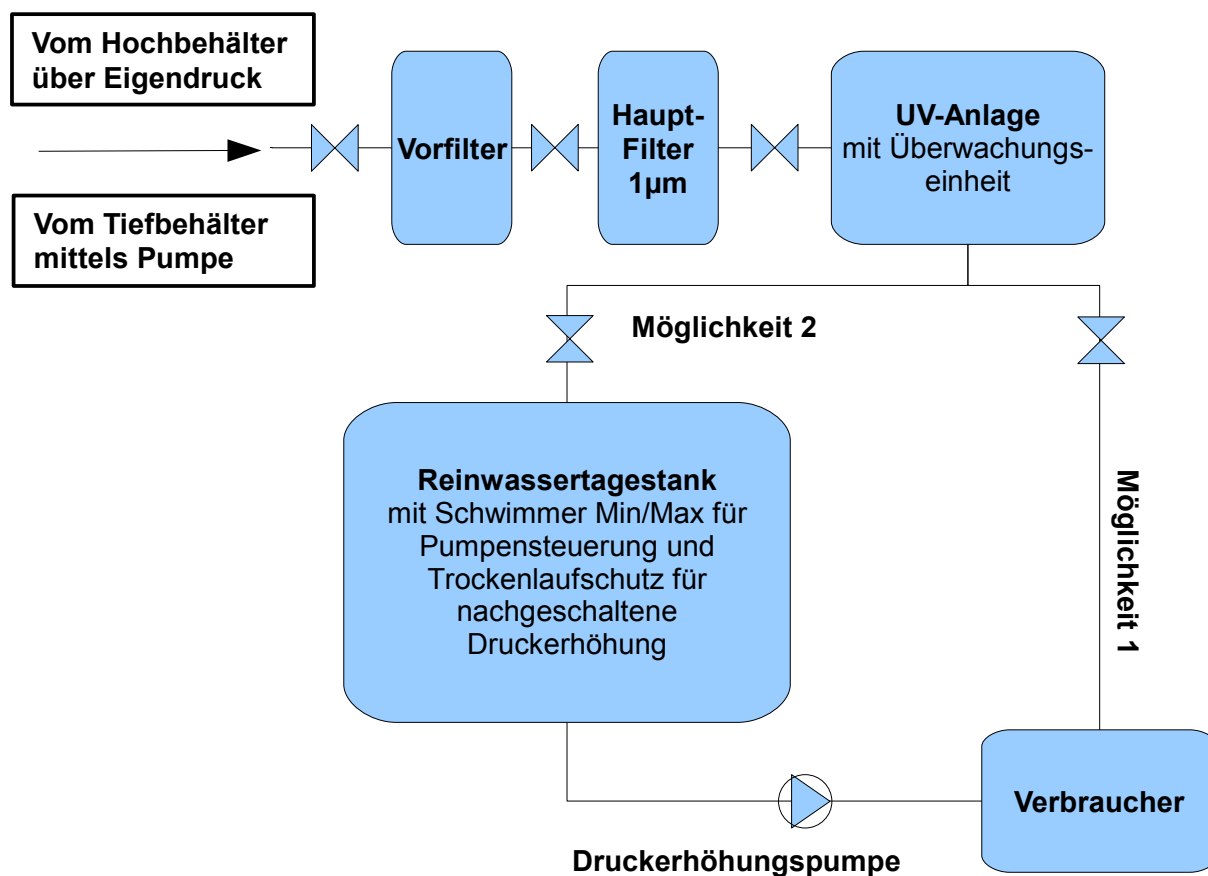 Vom Hochbehälter
über Eigendruck
Vom Tiefbehälter
mittels Pumpe
Vorfilter
Haupt-
Filter
1µm
UV-Anlage
mit Überwachungs-
einheit
Möglichkeit 2
Möglichkeit 1
Reinwassertagestank
mit Schwimmer Min/Max für
Pumpensteuerung und
Trockenlaufschutz für
nachgeschaltene
Druckerhöhung
Verbraucher
Druckerhöhungspumpe